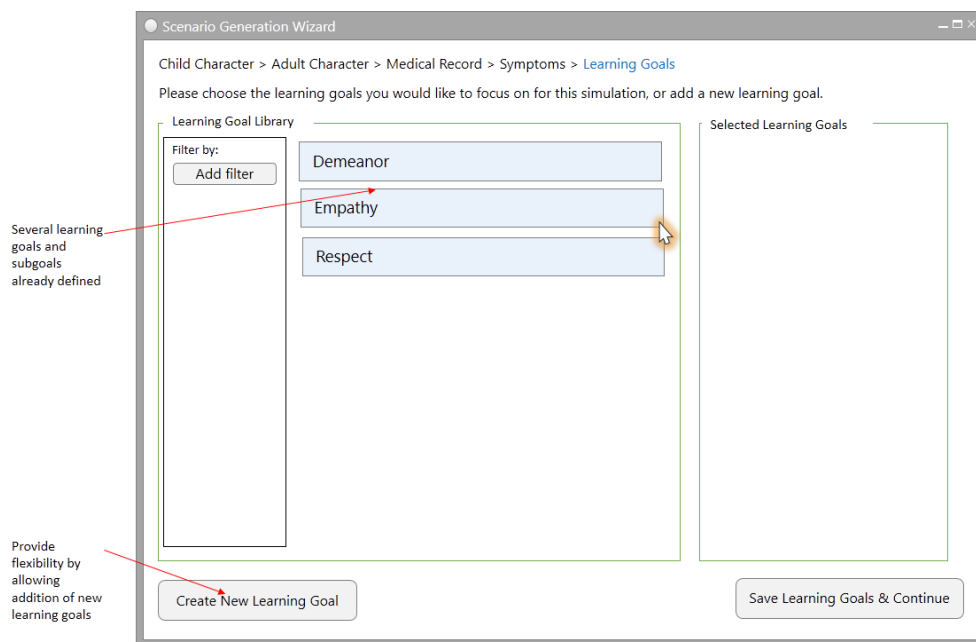 Scenario Generation Wizard
Child Character > Adult Character > Medical Record > Symptoms > Learning Goals
Please choose the learning goals you would like to focus on for this simulation, or add a new learning goal.
Learning Goal Library
Selected Learning Goals
Filter by:
Add filter
Demeanor
Empathy
Respect
Several learning
goals and
subgoals
already defined
Provide
flexibility by
allowing
addition of new
learning goals
Create New Learning Goal
Save Learning Goals & Continue